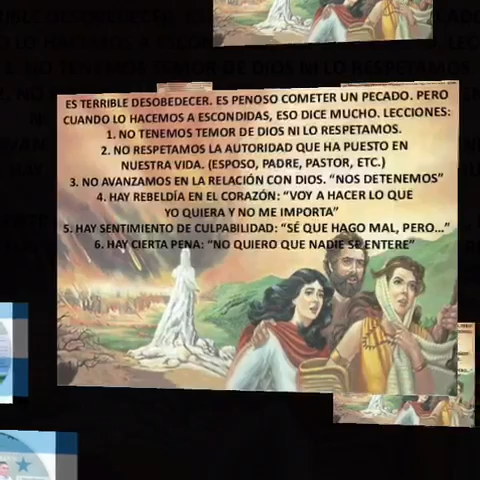 ES TERRIBLE DESOBEDECER. ES PENOSO COMETER UN PECADO. PERO
CUANDO LO HACEMOS A ESCONDIDAS, ESO DICE MUCHO. LECCIONES:
1. NO TENEMOS TEMOR DE DIOS NI LO RESPETAMOS.
2. NO RESPETAMOS LA AUTORIDAD QUE HA PUESTO EN
NUESTRA VIDA. (ESPOSO, PADRE, PASTOR, ETC.)
3. NO AVANZAMOS EN LA RELACIÓN CON DIOS. "NOS DETENEMOS"
4. HAY REBELDÍA EN EL CORAZÓN: "VOY A HACER LO QUE
YO QUIERA Y NO ME IMPORTA"
5. HAY SENTIMIENTO DE CULPABILIDAD: "SÉ QUE HAGO MAL, PERO..."
6. HAY CIERTA PENA: "NO QUIERO QUE NADIE SE ENTERE"